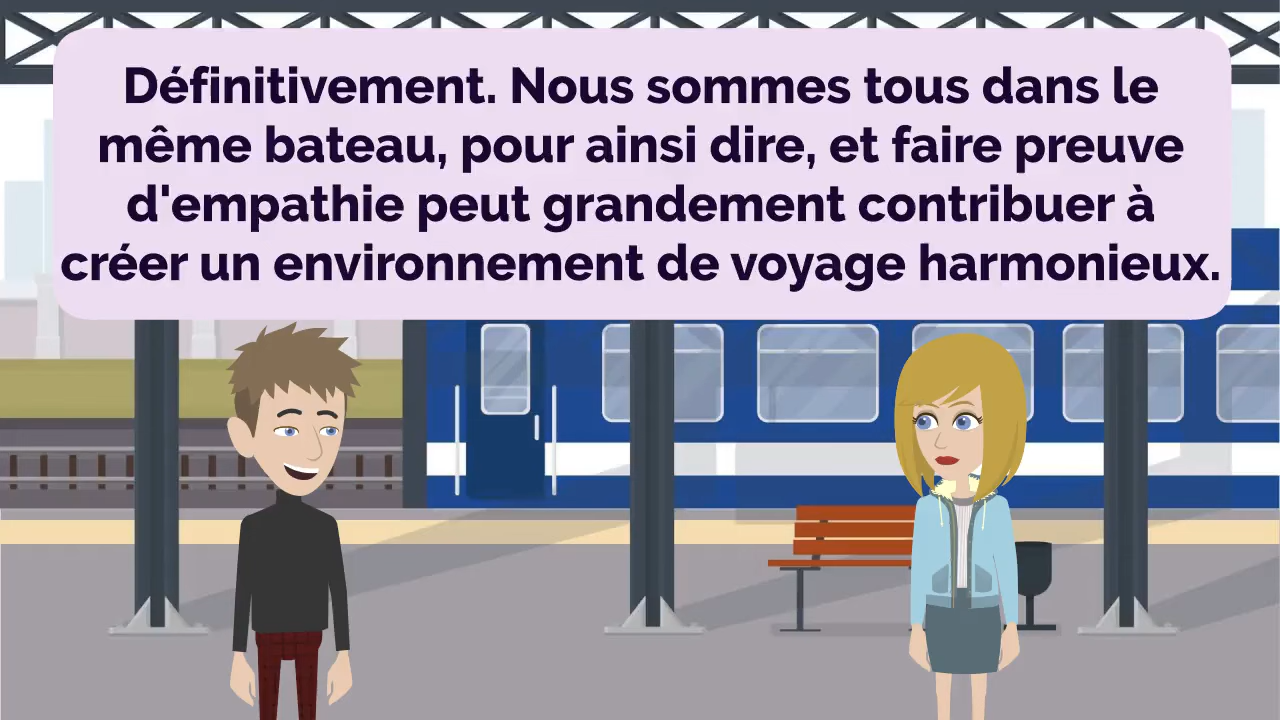 Définitivement. Nous sommes tous dans le
même bateau, pour ainsi dire, et faire preuve
d'empathie peut grandement contribuer à
créer un environnement de voyage harmonieux.